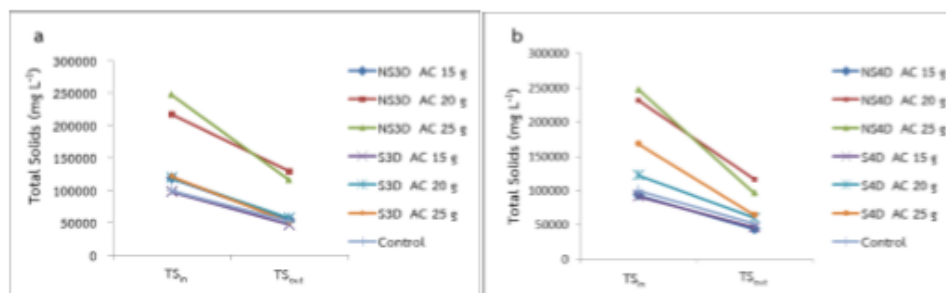 a
Total Solids (mg L⁻¹)
300000
250000
200000
150000
100000
50000
0
TSin
TSout
NS3D AC 15 g
NS3D AC 20 g
NS3D AC 25 g
S3D AC 15 g
S3D AC 20 g
S3D AC 25 g
Control
b
Total Solids (mg L⁻¹)
300000
250000
200000
150000
100000
50000
0
TSin
TSout
NS4D AC 15 g
NS4D AC 20 g
NS4D AC 25 g
S4D AC 15 g
S4D AC 20 g
S4D AC 25 g
Control